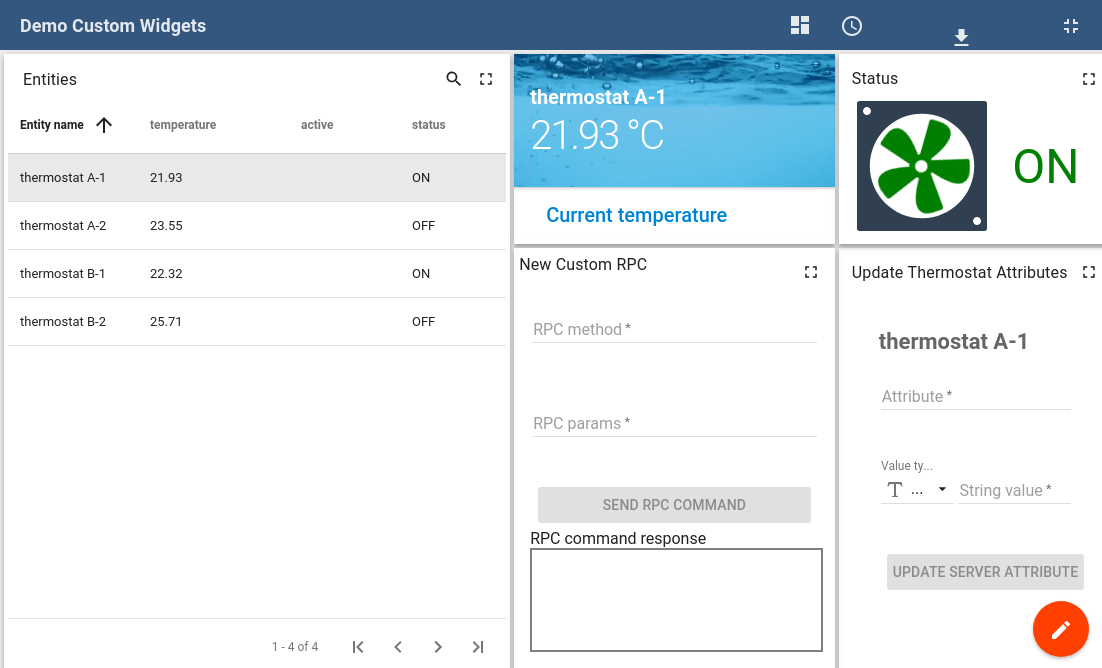 Demo Custom Widgets
Entities
Entity name temperature active status
thermostat A-1 21.93 ON
thermostat A-2 23.55 OFF
thermostat B-1 22.32 ON
thermostat B-2 25.71 OFF
1 - 4 of 4
thermostat A-1
21.93 °C
Current temperature
Status
ON
New Custom RPC
RPC method *
RPC params *
SEND RPC COMMAND
RPC command response
Update Thermostat Attributes
thermostat A-1
Attribute *
Value ty...
... String value *
UPDATE SERVER ATTRIBUTE